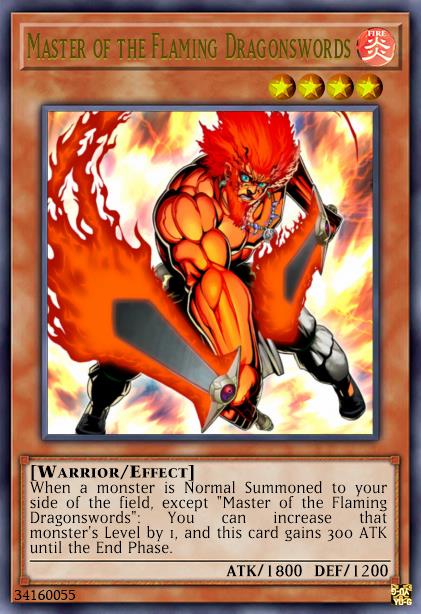 Master of the Flaming Dragonswords
FIRE
炎
[Warrior/Effect]
When a monster is Normal Summoned to your
side of the field, except "Master of the Flaming
Dragonswords": You can increase that
monster's Level by 1, and this card gains 300 ATK
until the End Phase.
ATK/1800 DEF/1200
34160055